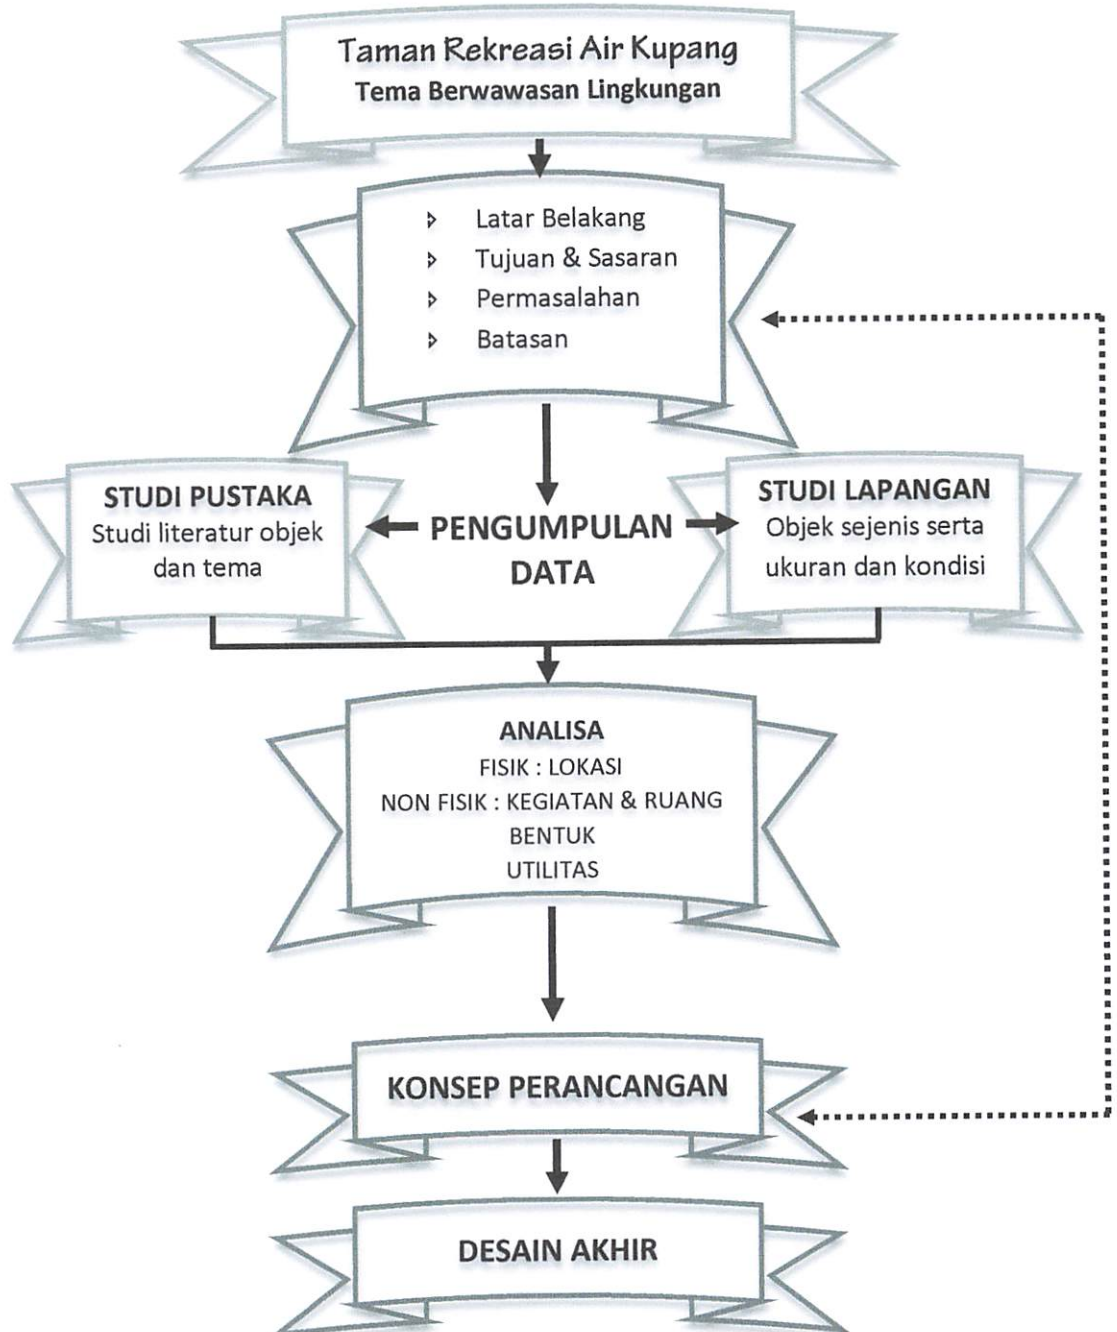 Taman Rekreasi Air Kupang
Tema Berwawasan Lingkungan
Latar Belakang
Tujuan & Sasaran
Permasalahan
Batasan
STUDI PUSTAKA
Studi literatur objek
dan tema
PENGUMPULAN
DATA
STUDI LAPANGAN
Objek sejenis serta
ukuran dan kondisi
ANALISA
FISIK : LOKASI
NON FISIK : KEGIATAN & RUANG
BENTUK
UTILITAS
KONSEP PERANCANGAN
DESAIN AKHIR